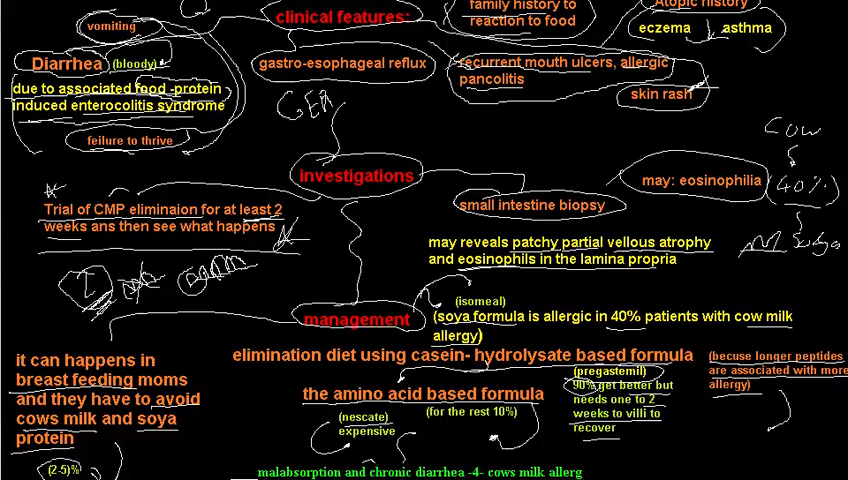 clinical features:
family history to
reaction to food
Atopic history
eczema
asthma
vomiting
Diarrhea
(bloody)
due to associated food -protein
induced enterocolitis syndrome
feilure to thrive
gastro-esophageal reflux
recurrent mouth ulcers, allergic
pancolitis
skin rash
investigations
Trial of CMP eliminaion for at least 2
weeks ans then see what happens
small intestine biopsy
may: eosinophilia
Cow
(40%)
may reveals patchy partial vellous atrophy
and eosinophils in the lamina propria
management
(isomeal)
(soya formula is allergic in 40% patients with cow milk
allergy)
it can happens in
breast feeding moms
and they have to avoid
cows milk and soya
protein
(2-5)%
elimination diet using casein- hydrolysate based formula
(becuse longer peptides
are associated with more
allergy)
(pregastemil)
90% get better but
needs one to 2
weeks to villi to
recover
the amino acid based formula
(nescate)
expensive
(for the rest 10%)
malabsorption and chronic diarrhea -4- cows milk allerg